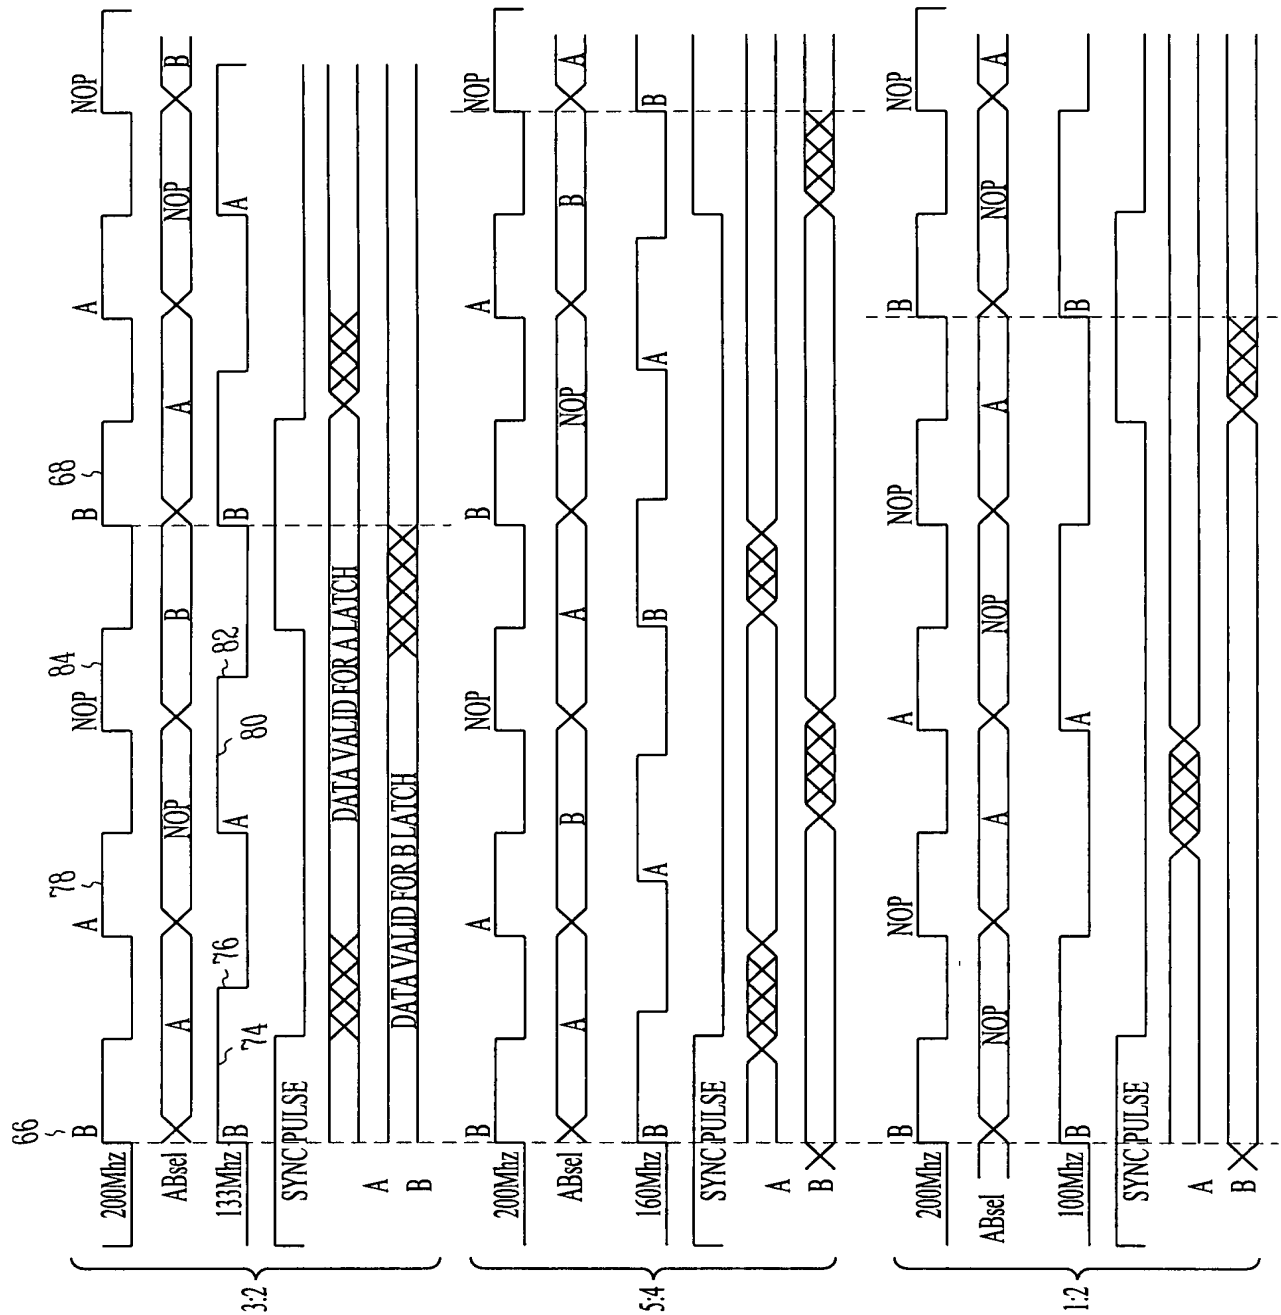 66
B
A
78
NOP
84
B
68
A
NOP
200Mhz
ABsel
A
NOP
B
A
NOP
B
133Mhz
B
74
76
A
80
82
B
A
SYNC PULSE
A
DATA VALID FOR A LATCH
B
DATA VALID FOR B LATCH
3:2
B
A
NOP
B
A
NOP
200Mhz
ABsel
A
B
A
NOP
B
A
160Mhz
B
A
B
A
B
SYNC PULSE
A
B
5:4
B
NOP
A
NOP
B
NOP
200Mhz
ABsel
NOP
A
NOP
A
NOP
A
100Mhz
B
A
B
SYNC PULSE
A
B
1:2